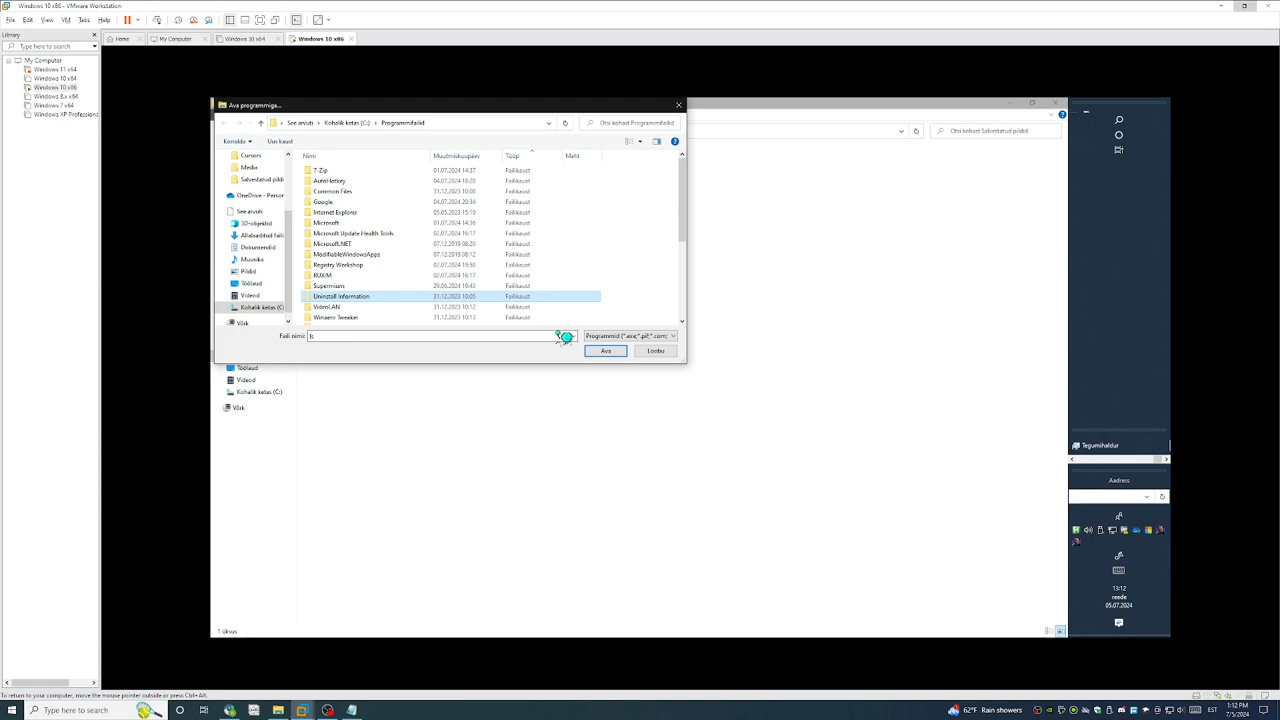 Windows 10 x86 - VMware Workstation
File Edit View VM Tabs Help
Library
Type here to search
My Computer
Windows 11 x64
Windows 10 x64
Windows 10 x86
Windows 8.x x64
Windows 7 x64
Windows XP Professiona
Home
My Computer
Windows 10 x64
Windows 10 x86
Ava programmiga...
See arvuti
Kohalik ketas (C:)
Programmifailid
Otsi kohast Programmifailid
Otsi kohast Salvestatud pildid
Korralda
Uus kaust
Nimi Muutmiskuupäev Tüüp Maht
Cursors
Media
Salvestatud pildid
OneDrive - Person
See arvuti
3D-objektid
Allalaaditud faili
Dokumendid
Muusika
Pildid
Töölaud
Videod
Kohalik ketas (C:
Võrk
7-Zip 01.07.2024 14:37 Failikaust
AutoHotkey 04.07.2024 18:28 Failikaust
Common Files 31.12.2023 10:00 Failikaust
Google 04.07.2024 20:34 Failikaust
Internet Explorer 05.05.2023 15:19 Failikaust
Microsoft 01.07.2024 14:36 Failikaust
Microsoft Update Health Tools 02.07.2024 16:17 Failikaust
Microsoft.NET 07.12.2019 08:20 Failikaust
ModifiableWindowsApps 07.12.2019 08:12 Failikaust
Registry Workshop 02.07.2024 19:50 Failikaust
RUXIM 02.07.2024 16:17 Failikaust
Supermium 29.06.2024 19:43 Failikaust
Uninstall Information 31.12.2023 10:05 Failikaust
VideoLAN 31.12.2023 10:12 Failikaust
Winaero Tweaker 31.12.2023 10:13 Failikaust
Faili nimi:
Programmid (*.exe;*.pif;*.com;
Ava
Loobu
Töölaud
Videod
Kohalik ketas (C:)
Võrk
1 üksus
Tegumihaldur
Aadress
13:12
reede
05.07.2024
To return to your computer, move the mouse pointer outside or press Ctrl+Alt.
Type here to search
62°F Rain showers
EST
1:12 PM
7/5/2024